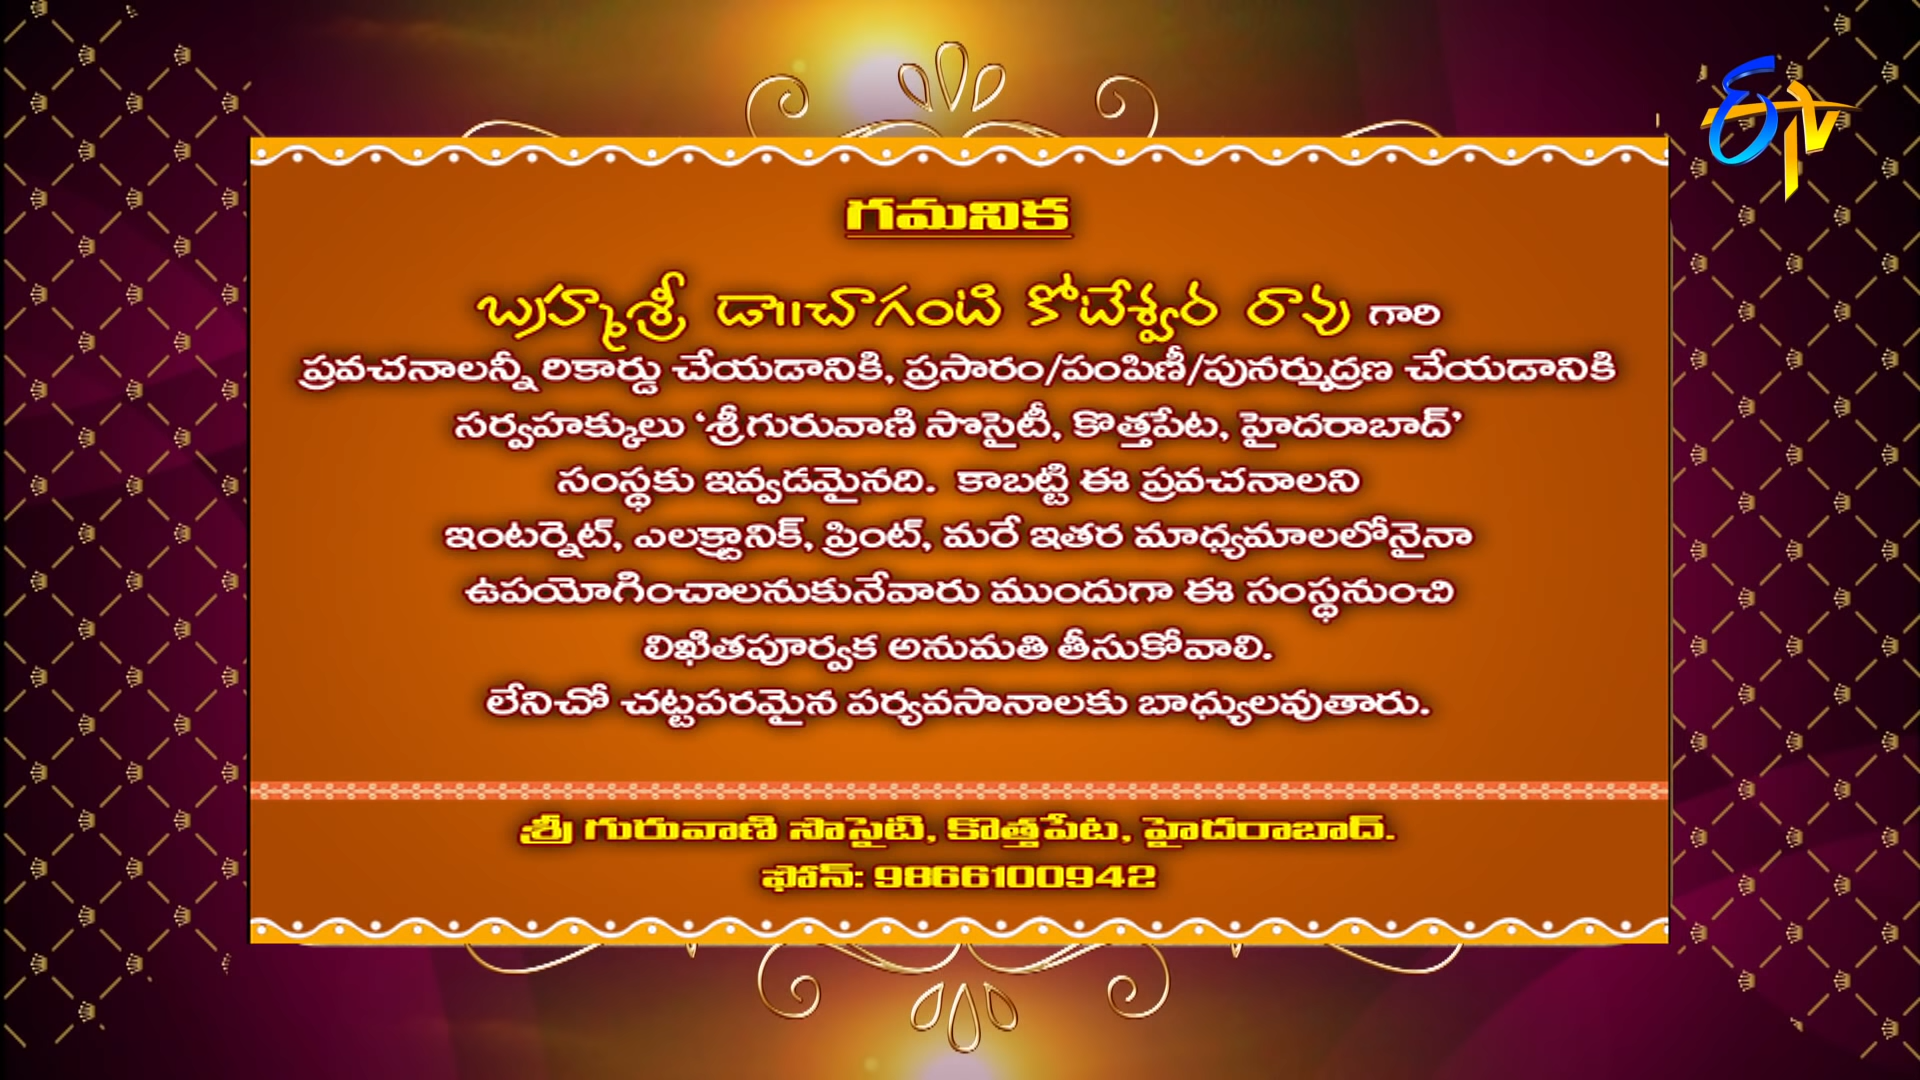 ఈtv
గమనిక
బ్రహ్మశ్రీ డా॥చాగంటి కోటేశ్వర రావు గారి
ప్రవచనాలన్నీ రికార్డు చేయడానికి, ప్రసారం/పంపిణీ/పునర్ముద్రణ చేయడానికి
సర్వహక్కులు ‘శ్రీగురువాణి సొసైటీ, కొత్తపేట, హైదరాబాద్’
సంస్థకు ఇవ్వడమైనది. కాబట్టి ఈ ప్రవచనాలని
ఇంటర్నెట్, ఎలక్ట్రానిక్, ప్రింట్, మరే ఇతర మాధ్యమాలలోనైనా
ఉపయోగించాలనుకునేవారు ముందుగా ఈ సంస్థనుంచి
లిఖితపూర్వక అనుమతి తీసుకోవాలి.
లేనిచో చట్టపరమైన పర్యవసానాలకు బాధ్యులవుతారు.
శ్రీ గురువాణి సొసైటి, కొత్తపేట, హైదరాబాద్.
ఫోన్: 9866100942